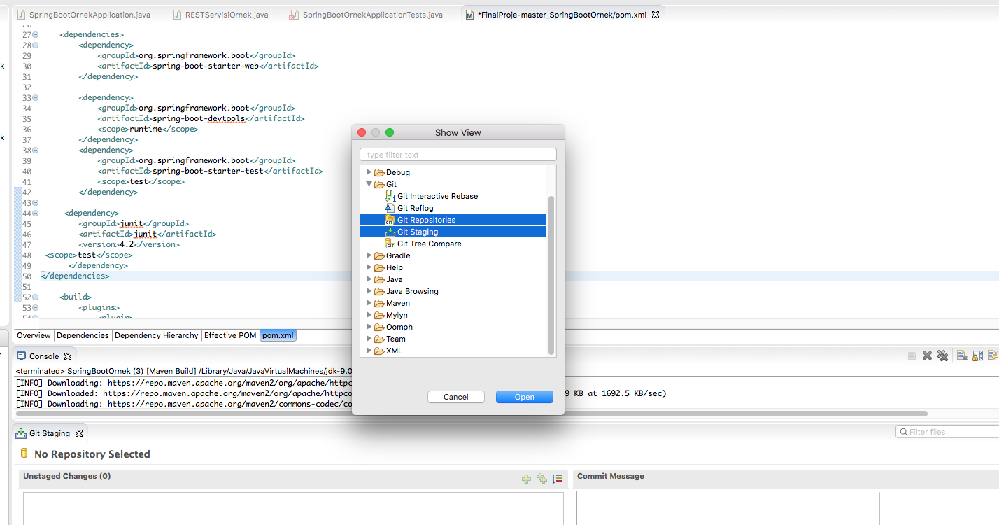 SpringBootOrnekApplication.java
RESTServisiOrnek.java
SpringBootOrnekApplicationTests.java
*FinalProje-master_SpringBootOrnek/pom.xml
26
27 <dependencies>
28 <dependency>
29 <groupId>org.springframework.boot</groupId>
30 <artifactId>spring-boot-starter-web</artifactId>
31 </dependency>
32
33 <dependency>
34 <groupId>org.springframework.boot</groupId>
35 <artifactId>spring-boot-devtools</artifactId>
36 <scope>runtime</scope>
37 </dependency>
38 <dependency>
39 <groupId>org.springframework.boot</groupId>
40 <artifactId>spring-boot-starter-test</artifactId>
41 <scope>test</scope>
42 </dependency>
43
44 <dependency>
45 <groupId>junit</groupId>
46 <artifactId>junit</artifactId>
47 <version>4.2</version>
48 <scope>test</scope>
49 </dependency>
50 </dependencies>
51
52 <build>
53 <plugins>
54 <plugin>
k
k
Show View
type filter text
Debug
Git
Git Interactive Rebase
Git Reflog
Git Repositories
Git Staging
Git Tree Compare
Gradle
Help
Java
Java Browsing
Maven
Mylyn
Oomph
Team
XML
Cancel
Open
Overview
Dependencies
Dependency Hierarchy
Effective POM
pom.xml
Console
<terminated> SpringBootOrnek (3) [Maven Build] /Library/Java/JavaVirtualMachines/jdk-9.0
[INFO] Downloading: https://repo.maven.apache.org/maven2/org/apache/httpc
[INFO] Downloaded: https://repo.maven.apache.org/maven2/org/apache/httpco 9 KB at 1692.5 KB/sec)
[INFO] Downloading: https://repo.maven.apache.org/maven2/commons-codec/co
Git Staging
Filter files
No Repository Selected
Unstaged Changes (0)
Commit Message